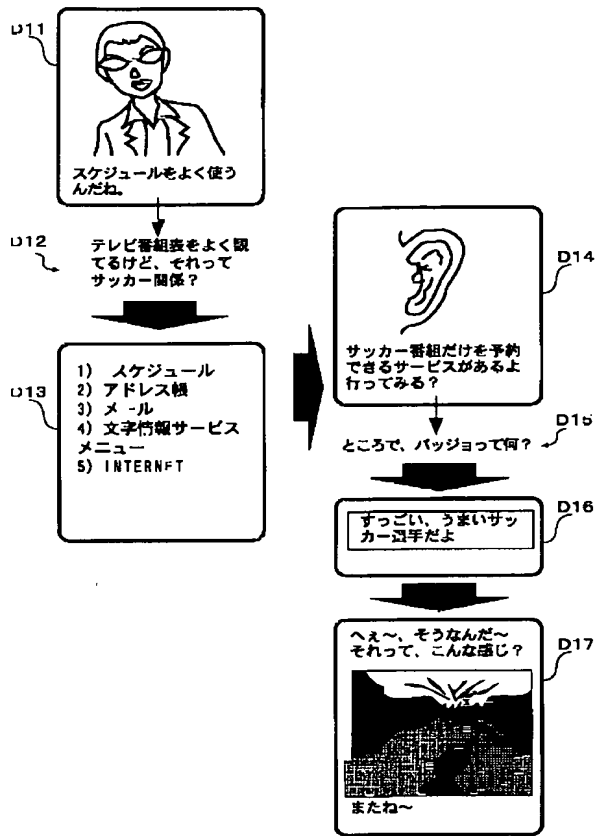 D11
スケジュールをよく使う
んだね。
D12
テレビ番組表をよく観
てるけど、それって
サッカー関係？
D13
1) スケジュール
2) アドレス帳
3) メール
4) 文字情報サービス
メニュー
5) INTERNET
D14
サッカー番組だけを予約
できるサービスがあるよ
行ってみる？
D15
ところで、バッジョって何？
D16
すっごい、うまいサッ
カー選手だよ
D17
へぇ～、そうなんだ～
それって、こんな感じ？
またね～